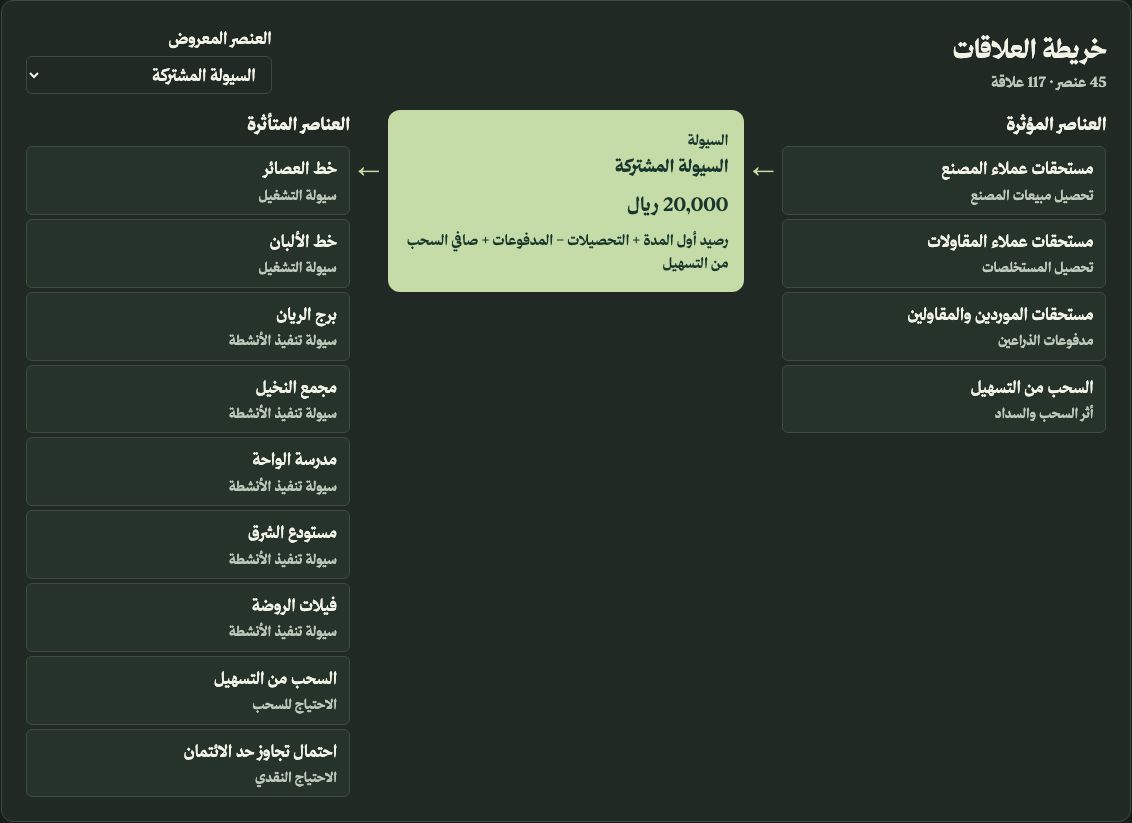 خريطة العلاقات
45 عنصر · 117 علاقة
العنصر المعروض
السيولة المشتركة
العناصر المؤثرة
مستحقات عملاء المصنع
تحصيل مبيعات المصنع
مستحقات عملاء المقاولات
تحصيل المستخلصات
مستحقات الموردين والمقاولين
مدفوعات الذراعين
السحب من التسهيل
أثر السحب والسداد
←
السيولة
السيولة المشتركة
20,000 ريال
رصيد أول المدة + التحصيلات − المدفوعات + صافي السحب
من التسهيل
←
العناصر المتأثرة
خط العصائر
سيولة التشغيل
خط الألبان
سيولة التشغيل
برج الريان
سيولة تنفيذ الأنشطة
مجمع النخيل
سيولة تنفيذ الأنشطة
مدرسة الواحة
سيولة تنفيذ الأنشطة
مستودع الشرق
سيولة تنفيذ الأنشطة
فيلات الروضة
سيولة تنفيذ الأنشطة
السحب من التسهيل
الاحتياج للسحب
احتمال تجاوز حد الائتمان
الاحتياج النقدي